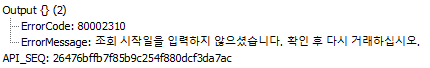 Output {} (2)
ErrorCode: 80002310
ErrorMessage: 조회 시작일을 입력하지 않으셨습니다. 확인 후 다시 거래하십시오.
API_SEQ: 26476bffb7f85b9c254f880dcf3da7ac